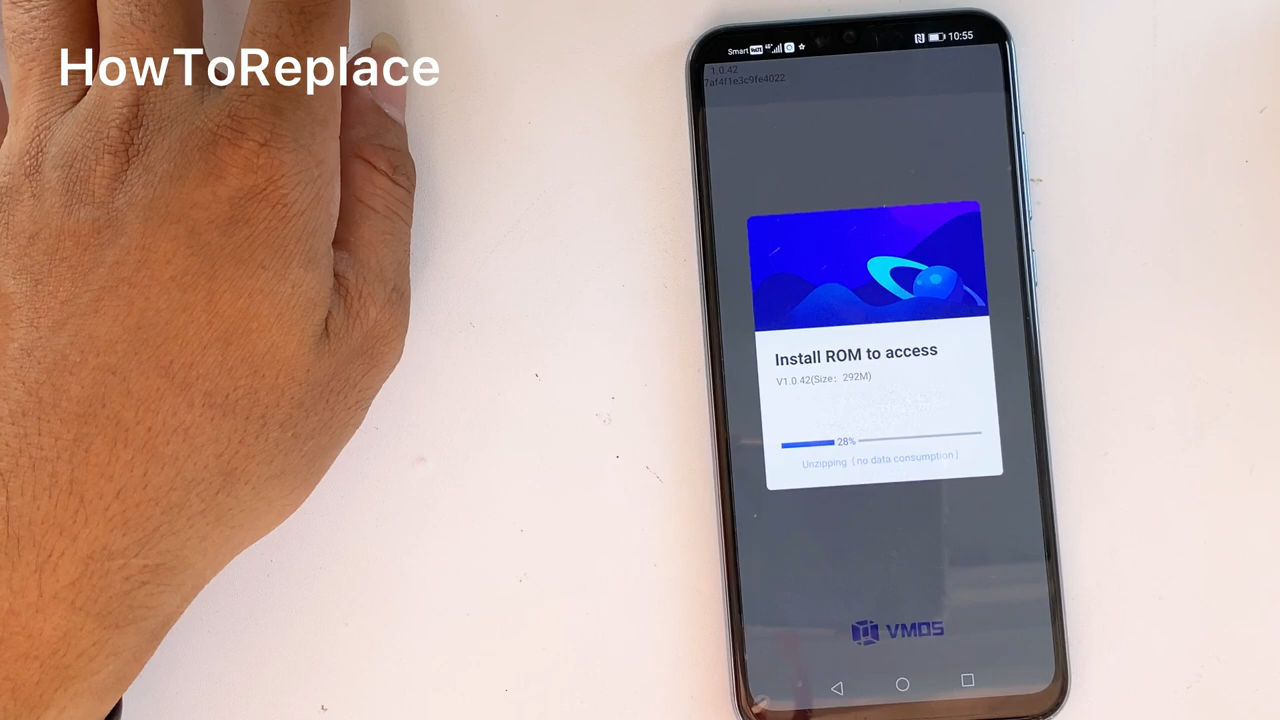 HowToReplace
Smart 10:55
1.0.42
7af4f1e3c9fe4022
Install ROM to access
V1.0.42(Size: 292M)
28%
Unzipping (no data consumption)
VMOS